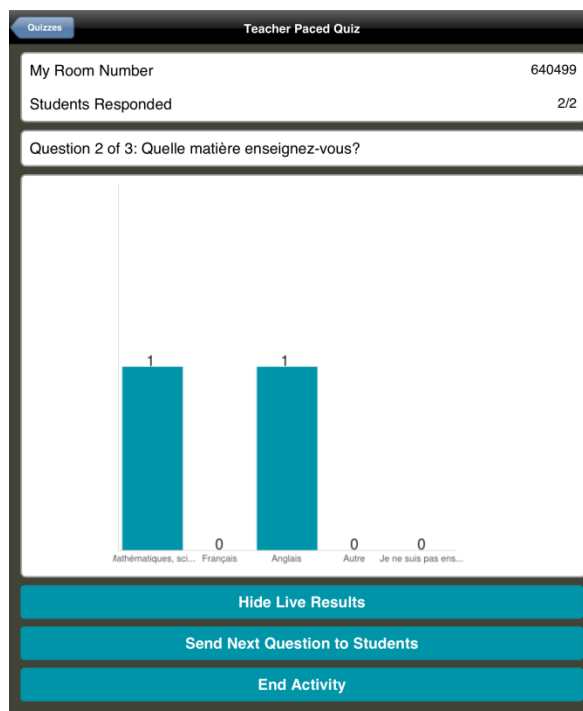 Quizzes
Teacher Paced Quiz
My Room Number 640499
Students Responded 2/2
Question 2 of 3: Quelle matière enseignez-vous?
1 0 1 0 0
Mathématiques, sci... Français Anglais Autre Je ne suis pas ens...
Hide Live Results
Send Next Question to Students
End Activity